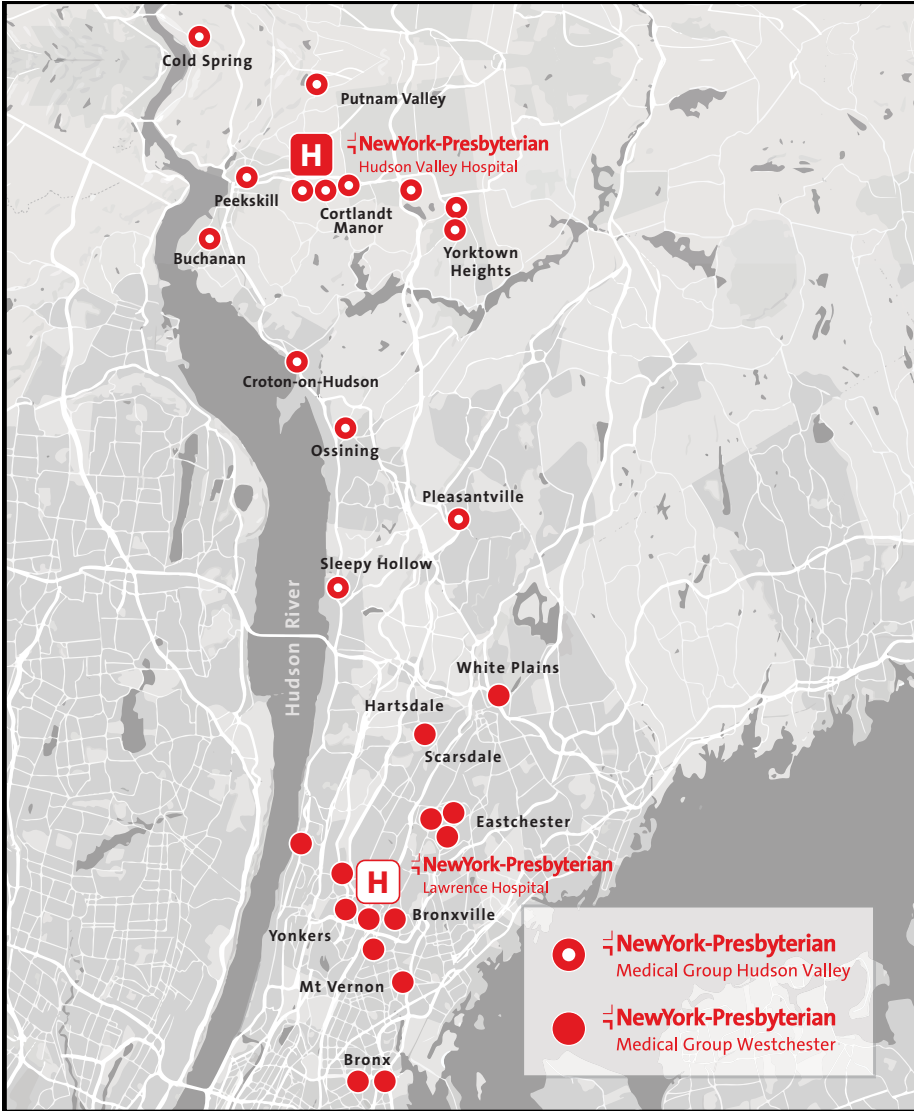 Cold Spring
Putnam Valley
H
NewYork-Presbyterian
Hudson Valley Hospital
Peekskill
Cortlandt
Manor
Buchanan
Yorktown
Heights
Croton-on-Hudson
Ossining
Pleasantville
Sleepy Hollow
Hudson River
White Plains
Hartsdale
Scarsdale
Eastchester
H
NewYork-Presbyterian
Lawrence Hospital
Bronxville
Yonkers
Mt Vernon
Bronx
NewYork-Presbyterian
Medical Group Hudson Valley
NewYork-Presbyterian
Medical Group Westchester